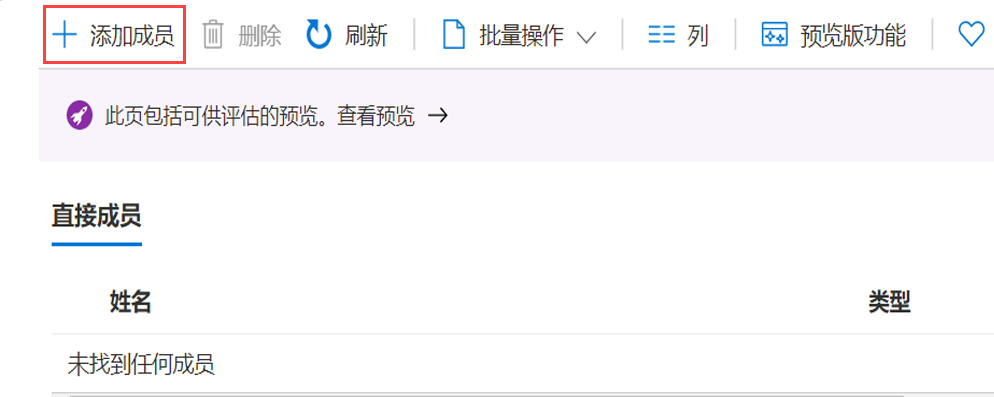 添加成员 删除 刷新 批量操作 列 预览版功能
此页包括可供评估的预览。查看预览 →
直接成员
姓名 类型
未找到任何成员